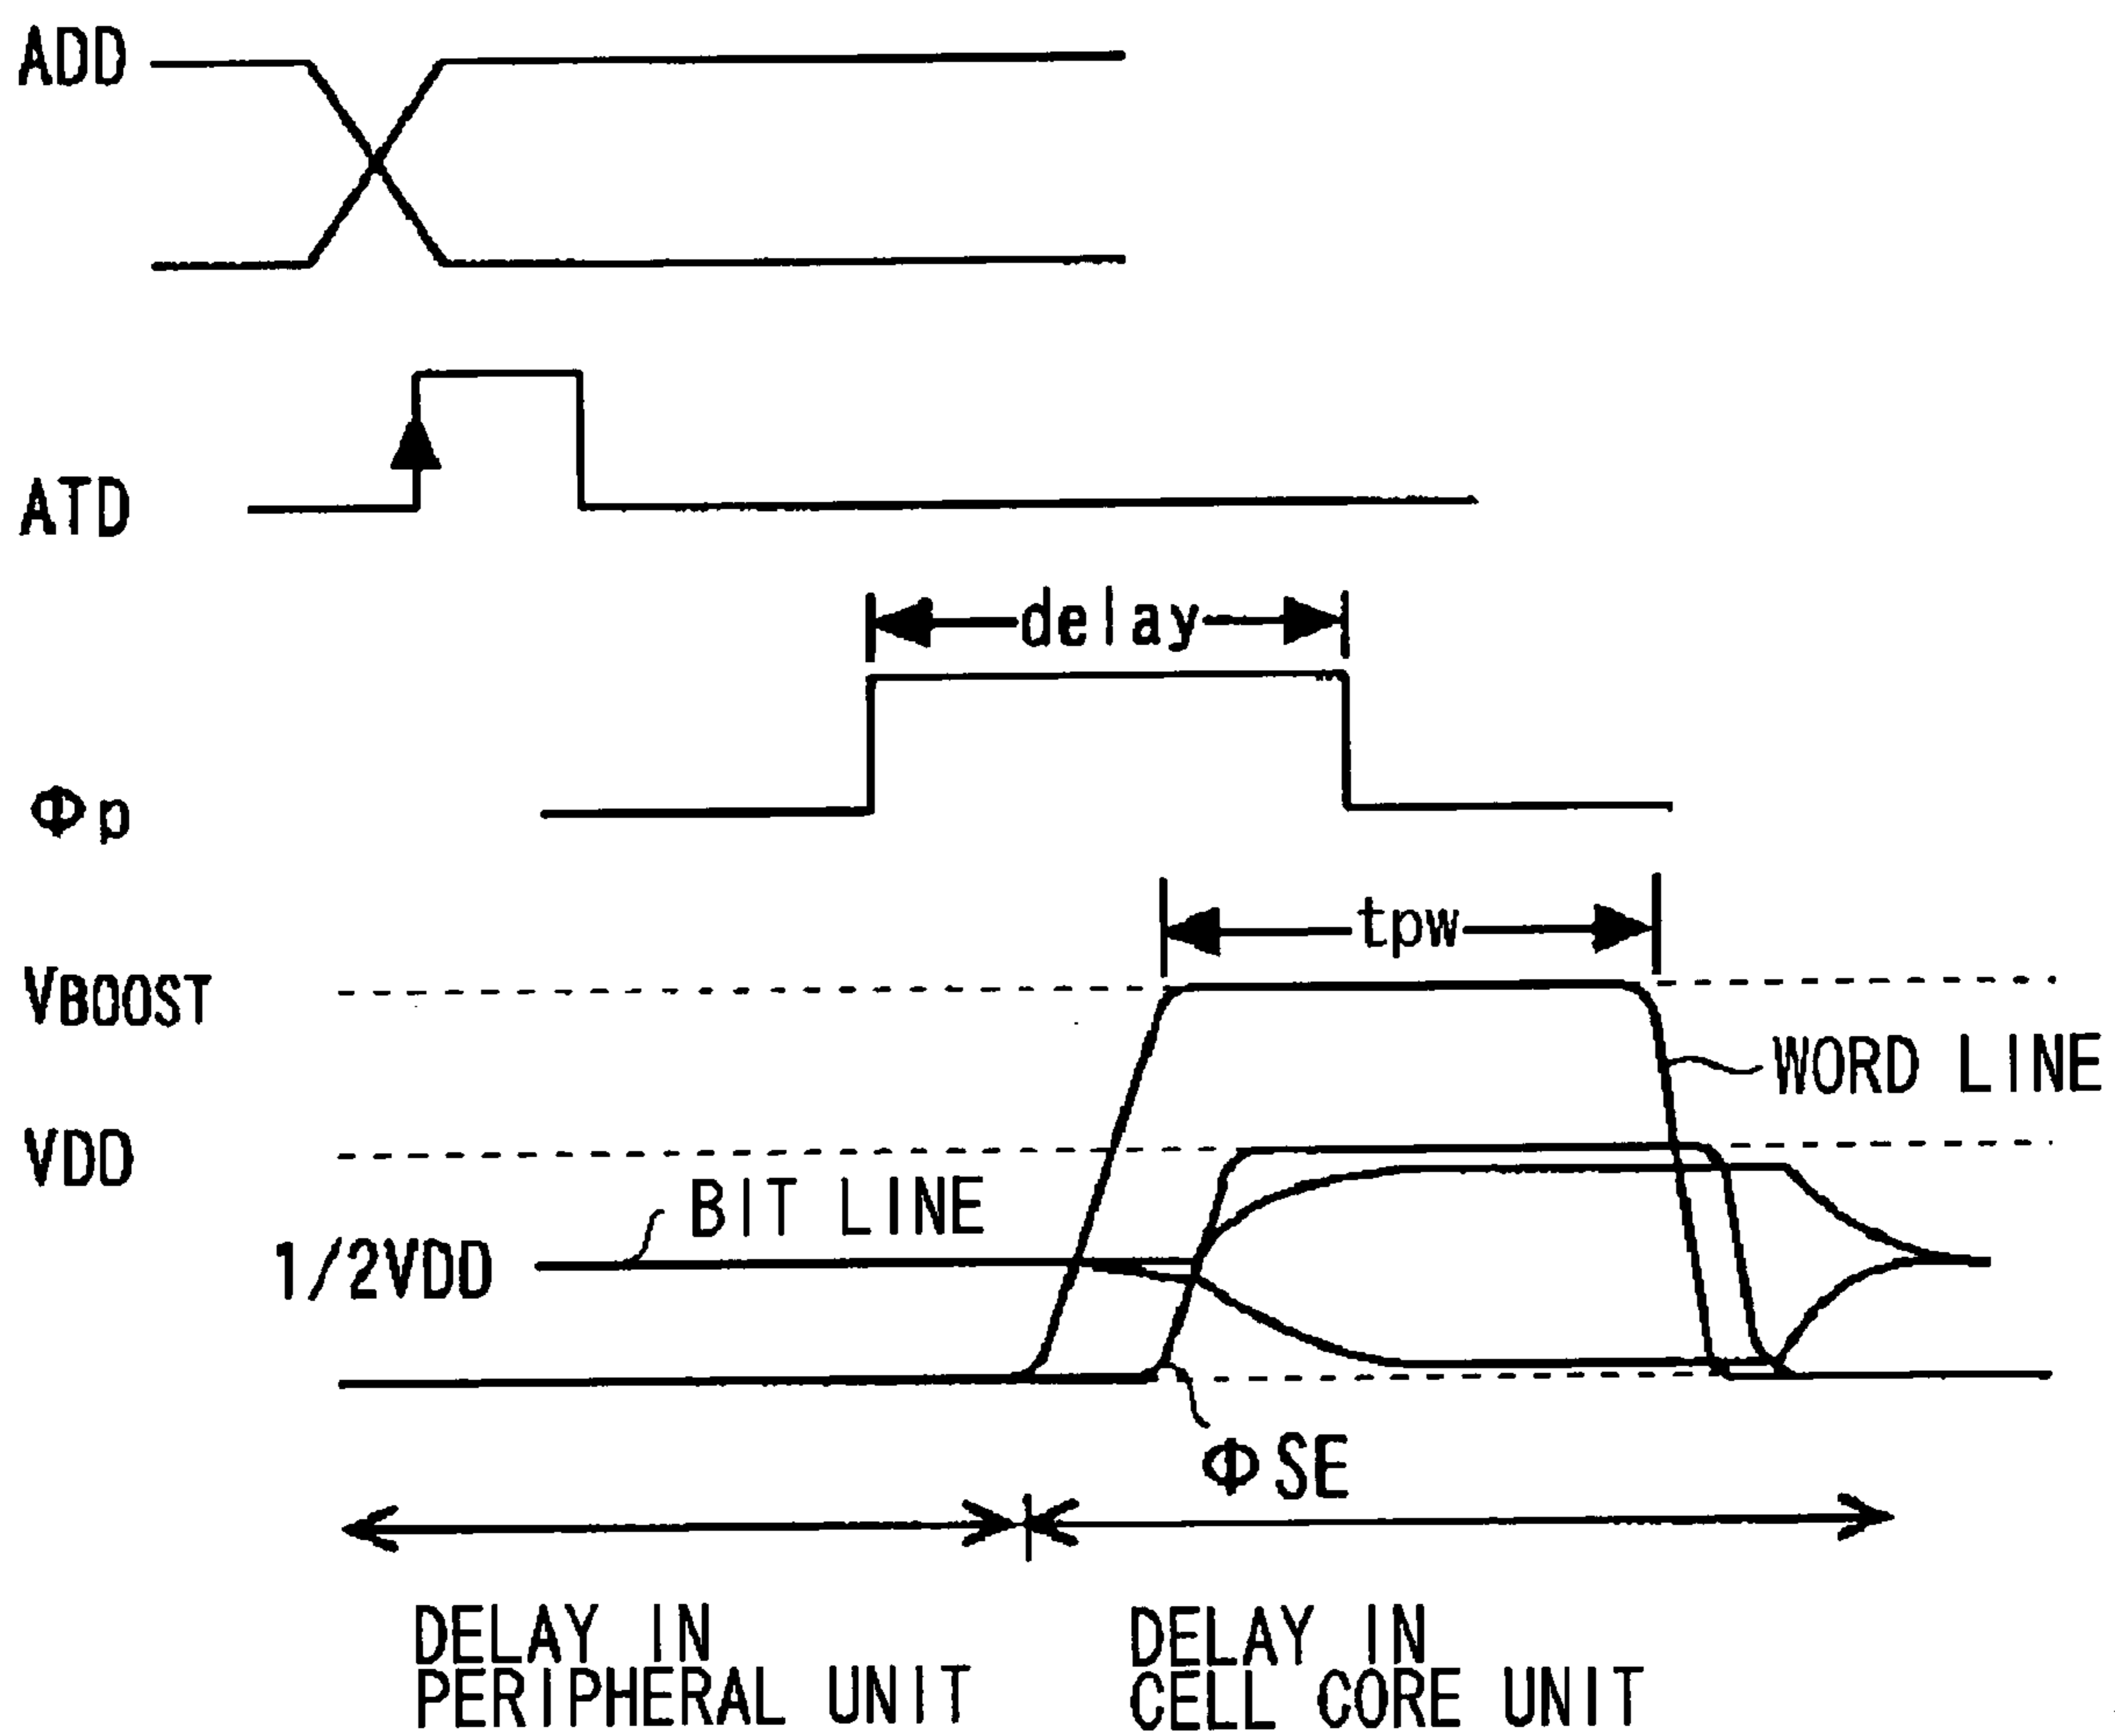 ADD
ATD
delay
Φp
tpw
VBOOST
WORD LINE
VDD
BIT LINE
1/2VDD
ΦSE
DELAY IN
PERIPHERAL UNIT
DELAY IN
CELL CORE UNIT